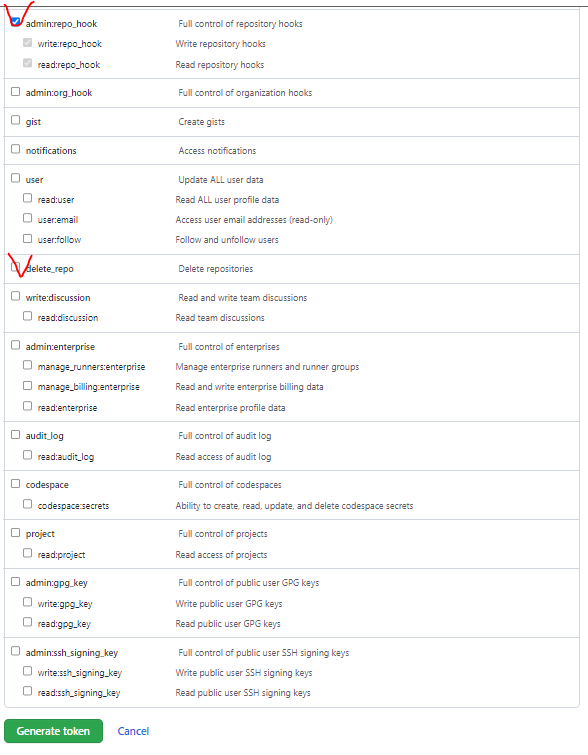 admin:repo_hook Full control of repository hooks
write:repo_hook Write repository hooks
read:repo_hook Read repository hooks
admin:org_hook Full control of organization hooks
gist Create gists
notifications Access notifications
user Update ALL user data
read:user Read ALL user profile data
user:email Access user email addresses (read-only)
user:follow Follow and unfollow users
delete_repo Delete repositories
write:discussion Read and write team discussions
read:discussion Read team discussions
admin:enterprise Full control of enterprises
manage_runners:enterprise Manage enterprise runners and runner groups
manage_billing:enterprise Read and write enterprise billing data
read:enterprise Read enterprise profile data
audit_log Full control of audit log
read:audit_log Read access of audit log
codespace Full control of codespaces
codespace:secrets Ability to create, read, update, and delete codespace secrets
project Full control of projects
read:project Read access of projects
admin:gpg_key Full control of public user GPG keys
write:gpg_key Write public user GPG keys
read:gpg_key Read public user GPG keys
admin:ssh_signing_key Full control of public user SSH signing keys
write:ssh_signing_key Write public user SSH signing keys
read:ssh_signing_key Read public user SSH signing keys
Generate token Cancel